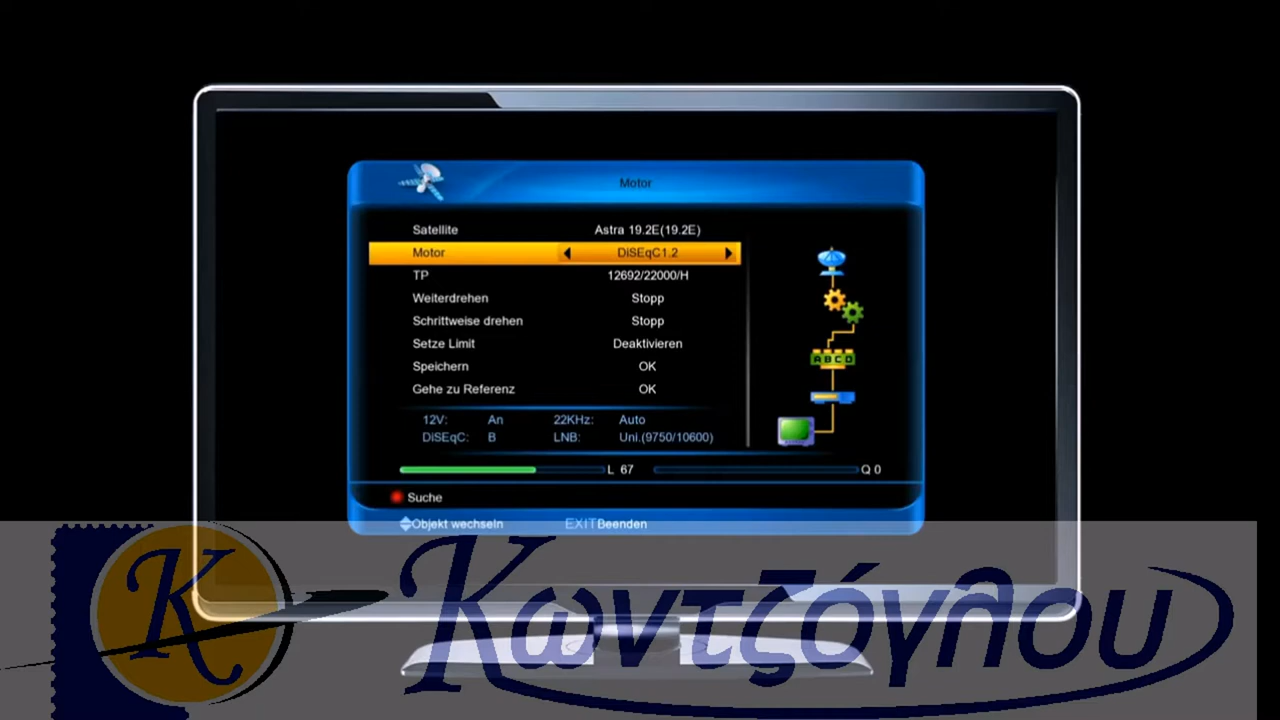 Motor
Satellite Astra 19.2E(19.2E)
Motor DiSEqC1.2
TP 12692/22000/H
Weiterdrehen Stopp
Schrittweise drehen Stopp
Setze Limit Deaktivieren
Speichern OK
Gehe zu Referenz OK
12V: An 22KHz: Auto
DiSEqC: B LNB: Uni.(9750/10600)
L 67 Q 0
Suche
Objekt wechseln EXIT Beenden
A B C D
K Κωντζόγλου